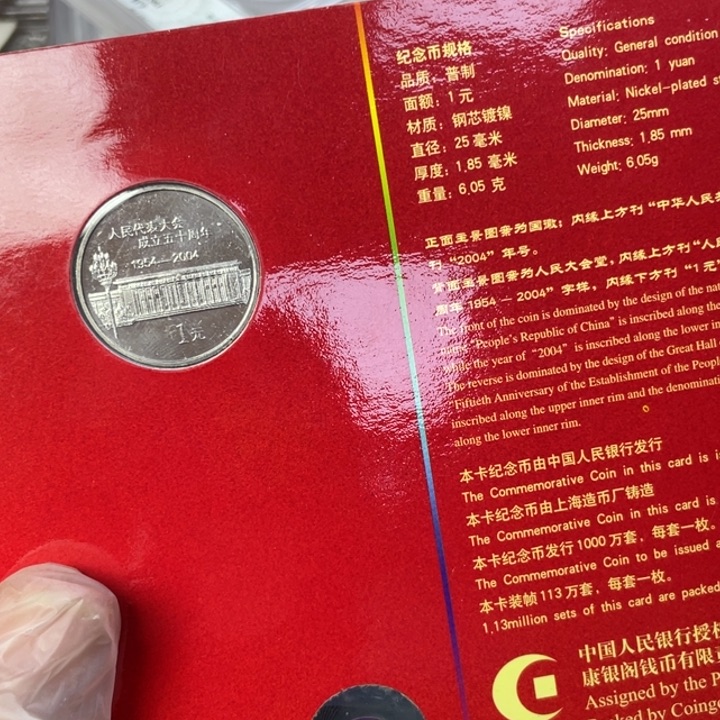 人民代表大会
成立五十周年
1954—2004
1元
纪念币规格
品质：普制
面额：1元
材质：钢芯镀镍
直径：25毫米
厚度：1.85毫米
重量：6.05克
Specifications
Quality: General condition
Denomination: 1 yuan
Material: Nickel-plated
Diameter: 25mm
Thickness: 1.85 mm
Weight: 6.05g
正面主景图案为国徽；内缘上方刊“中华人民共
刊“2004”年号。
背面主景图案为人民大会堂，内缘上方刊“人
周年 1954—2004”字样，内缘下方刊“1元
The front of the coin is dominated by the design of the
“People's Republic of China” is inscribed along the
while the year of “2004” is inscribed along the lower
The reverse is dominated by the design of the Great Hall
Fiftieth Anniversary of the Establishment of the
inscribed along the upper inner rim and the
along the lower inner rim.
本卡纪念币由中国人民银行发行
The Commemorative Coin in this card is
本卡纪念币由上海造币厂铸造
The Commemorative Coin in this card is
本卡纪念币发行1000万套，每套一枚。
The Commemorative Coin to be issued
本卡装帧113万套，每套一枚。
1.13million sets of this card are packed
中国人民银行授权
康银阁钱币有限
Assigned by the
by